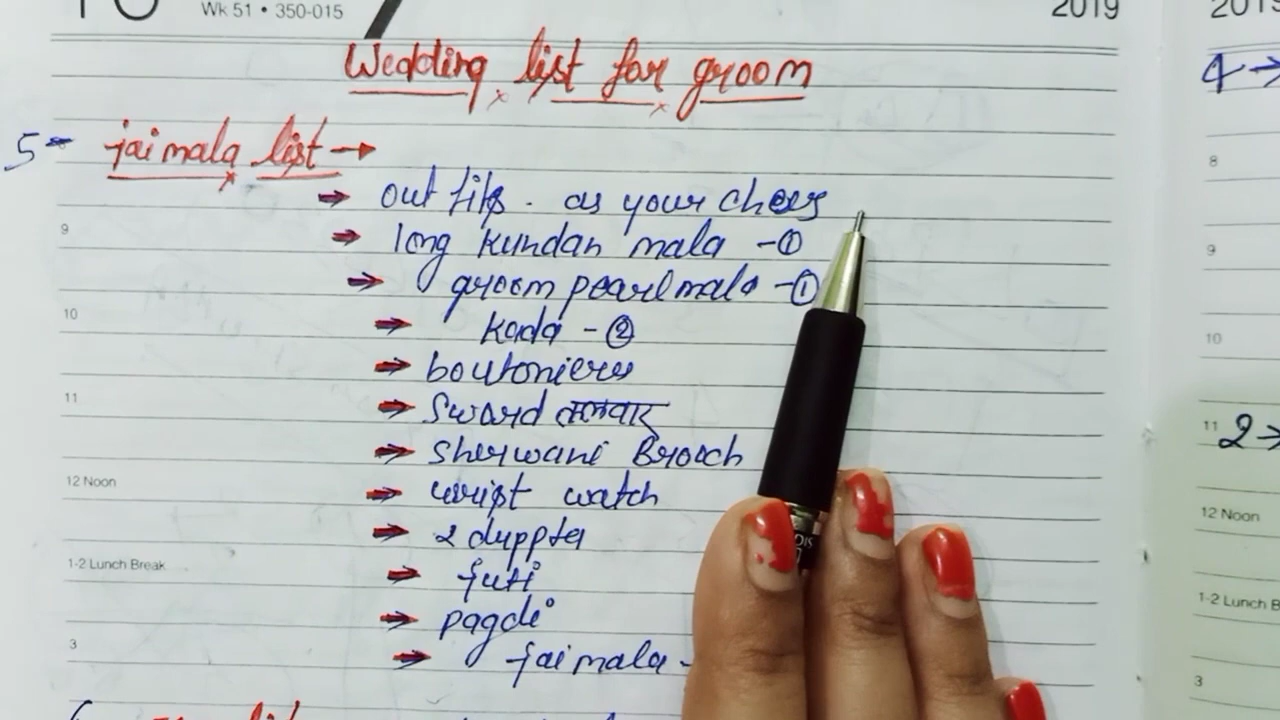 Wk 51 • 350-015
2019
Wedding list for groom
5- jaimala list →
→ out fits - as your choes
→ long kundan mala -①
→ groom pearl mala -①
→ kada -②
→ boutonieres
→ Sword तलवार
→ Sherwani Brooch
→ wrist watch
→ 2 duppta
→ juti
→ pagdi
→ jaimala -
9
10
11
12 Noon
1-2 Lunch Break
3
4→
8
9
10
11 2→
12 Noon
1-2 Lunch B
3